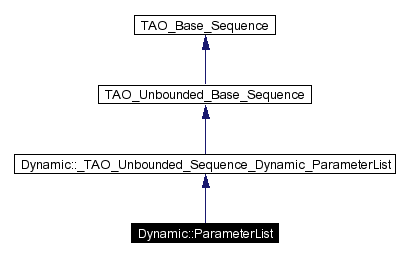 TAO_Base_Sequence
TAO_Unbounded_Base_Sequence
Dynamic::_TAO_Unbounded_Sequence_Dynamic_ParameterList
Dynamic::ParameterList